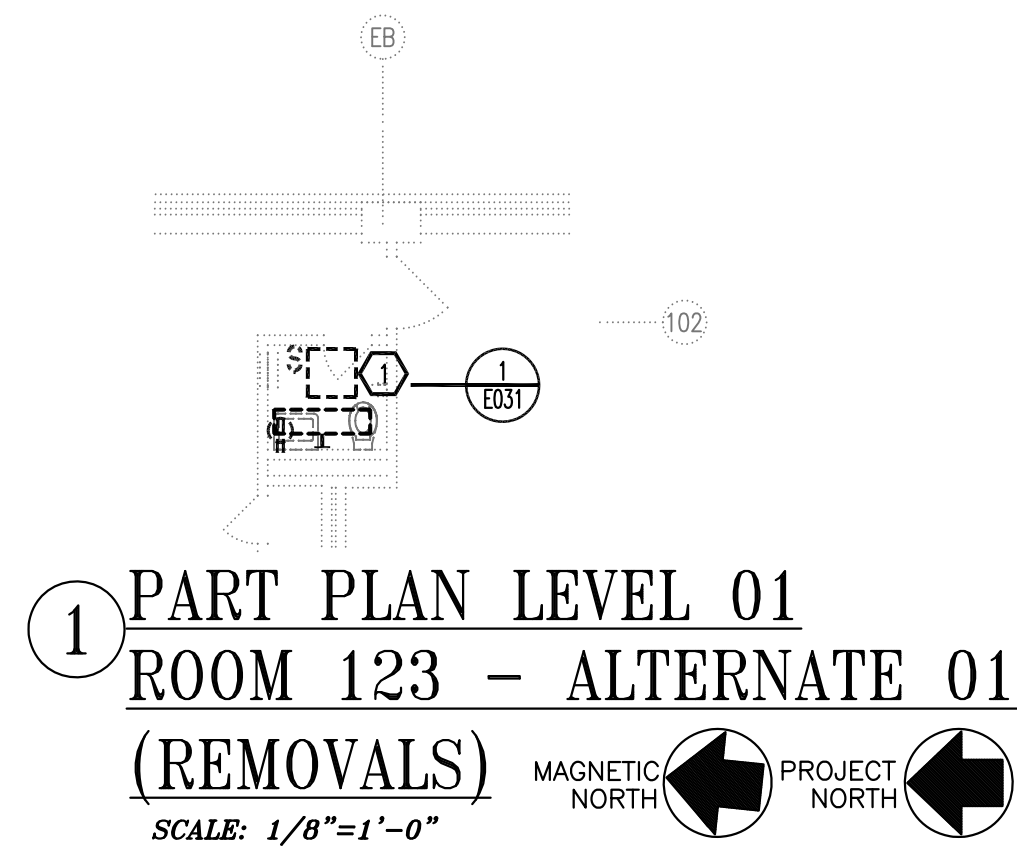 EB
102
S
1
1
E031
1
PART PLAN LEVEL 01
ROOM 123 - ALTERNATE 01
(REMOVALS)
SCALE: 1/8"=1'-0"
MAGNETIC
NORTH
PROJECT
NORTH